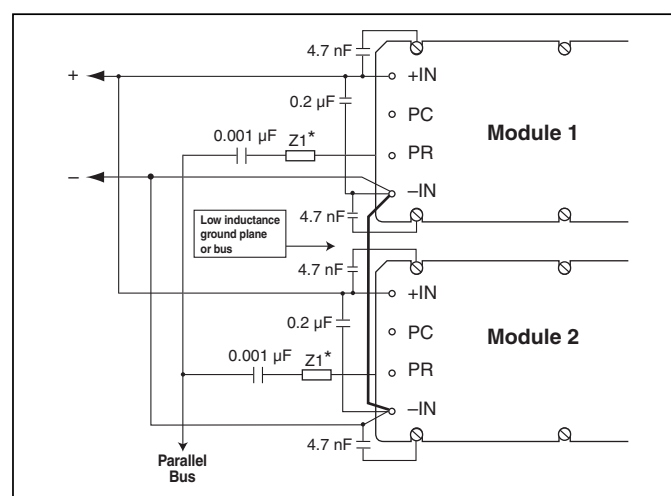 4.7 nF
+
+IN
0.2 µF
PC
Module 1
0.001 µF
Z1*
PR
–
–IN
4.7 nF
Low inductance
ground plane
or bus
4.7 nF
+IN
0.2 µF
PC
Module 2
0.001 µF
Z1*
PR
–IN
4.7 nF
Parallel
Bus